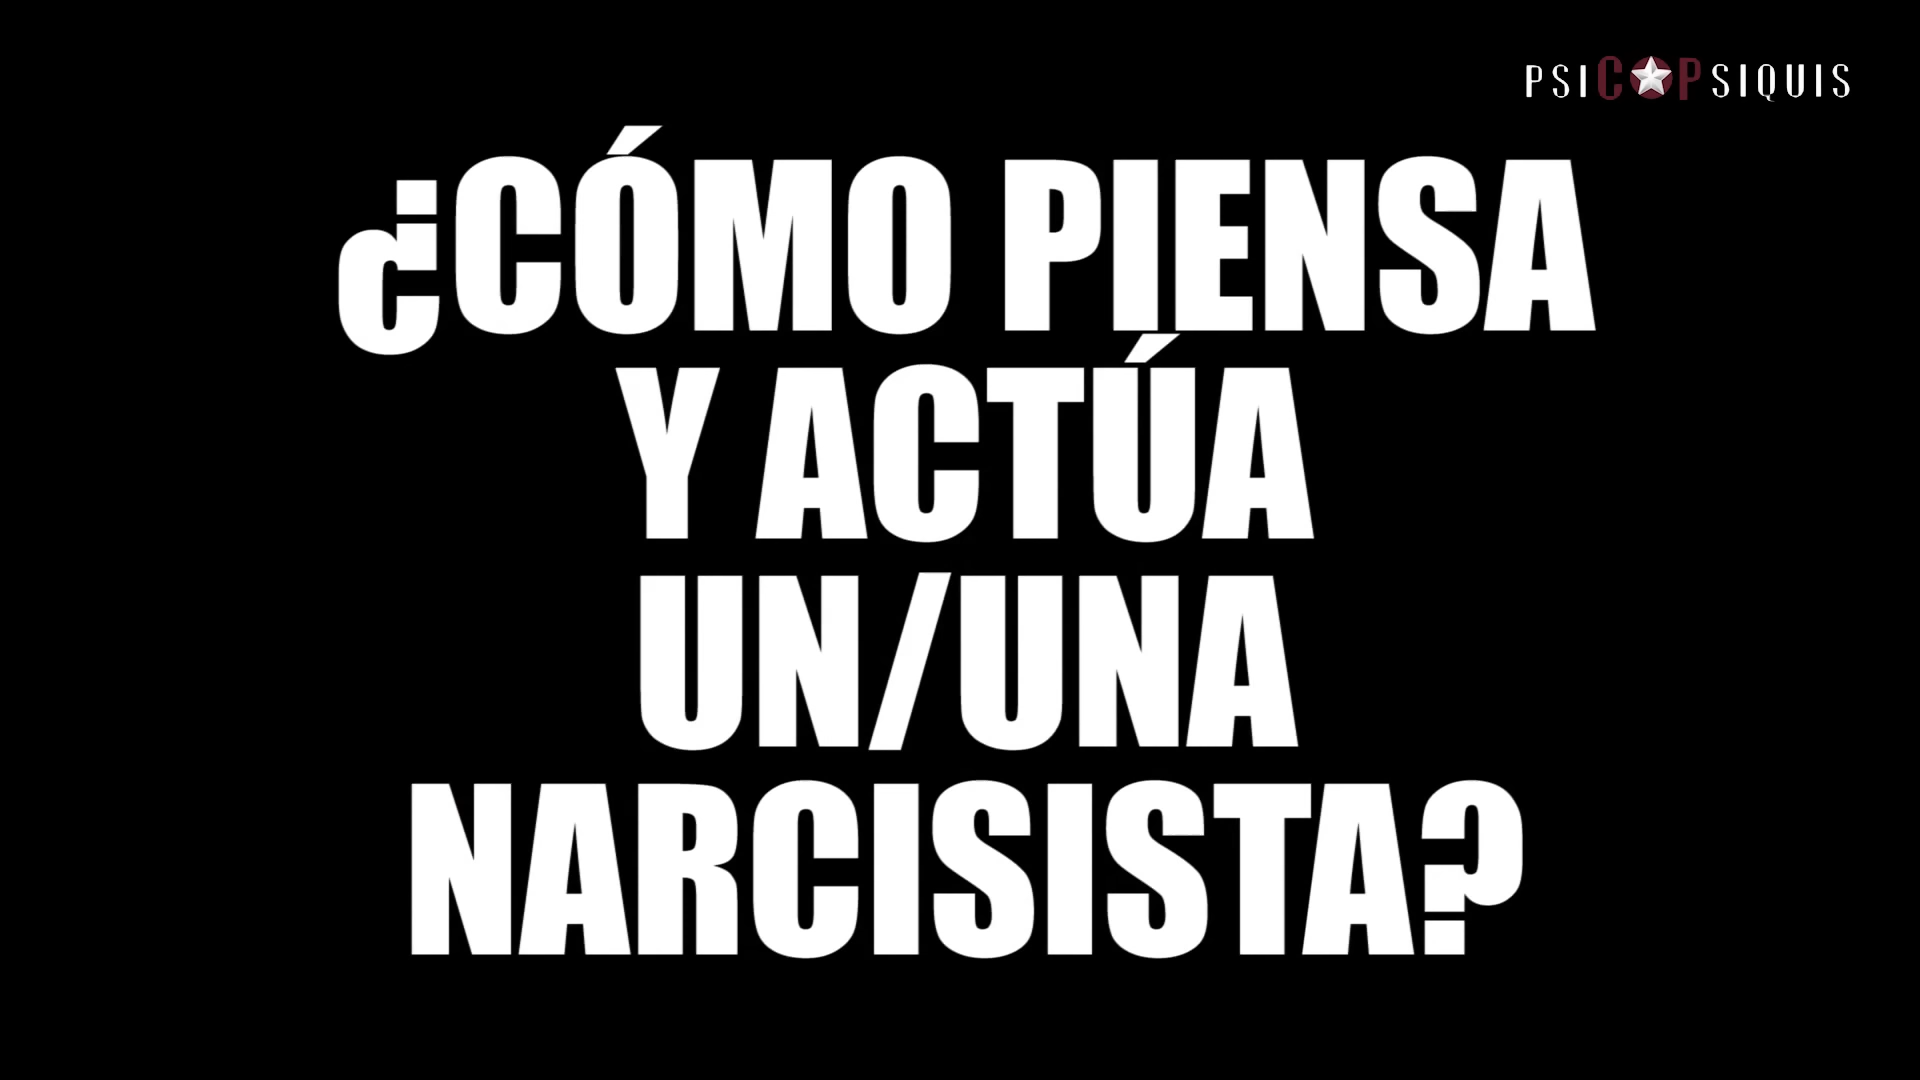 PSICOPSIQUIS
¿CÓMO PIENSA
Y ACTÚA
UN/UNA
NARCISISTA?